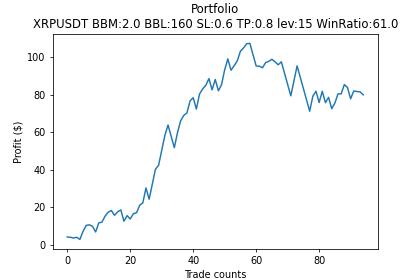 Portfolio
XRPUSDT BBM:2.0 BBL:160 SL:0.6 TP:0.8 lev:15 WinRatio:61.0
Profit ($)
100
80
60
40
20
0
0 20 40 60 80
Trade counts